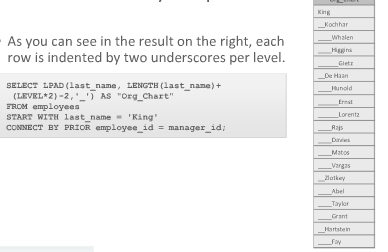 • As you can see in the result on the right, each
row is indented by two underscores per level.
SELECT LPAD(last_name, LENGTH(last_name)+
(LEVEL*2)-2,'_') AS "Org_Chart"
FROM employees
START WITH last_name = 'King'
CONNECT BY PRIOR employee_id = manager_id;
King
__Kochhar
____Whalen
____Higgins
______Gietz
__De Haan
____Hunold
______Ernst
______Lorentz
____Rajs
____Davies
____Matos
____Vargas
__Zlotkey
____Abel
____Taylor
____Grant
__Hartstein
____Fay